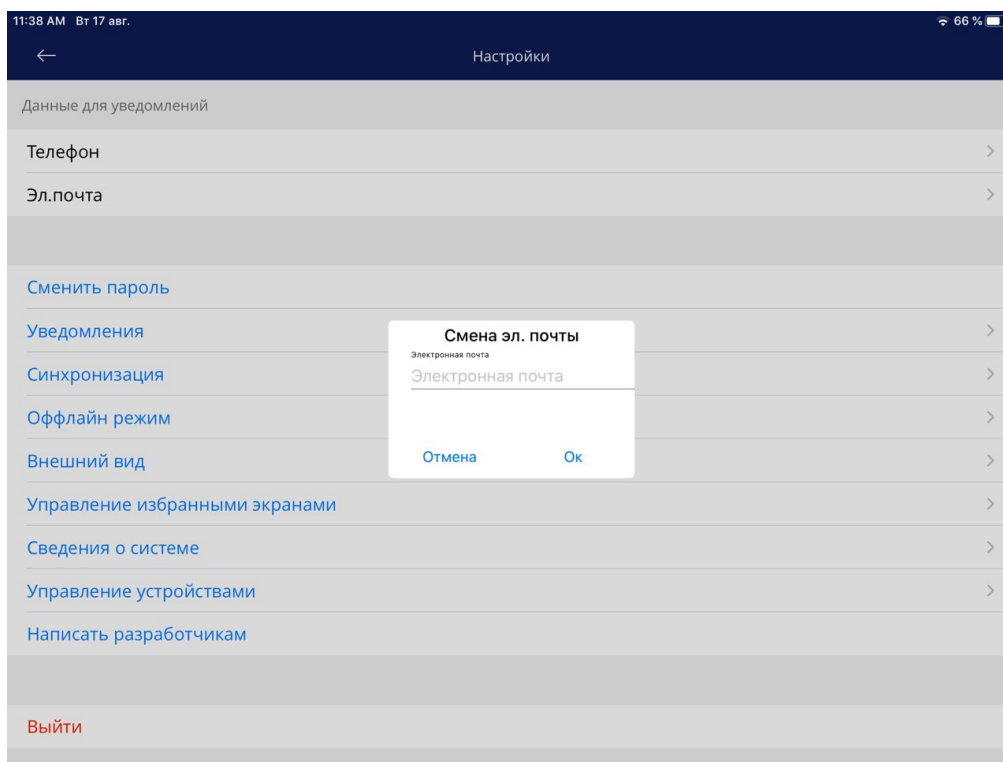 11:38 AM Вт 17 авг. 66 %
Настройки
Данные для уведомлений
Телефон
Эл.почта
Сменить пароль
Уведомления
Синхронизация
Оффлайн режим
Внешний вид
Управление избранными экранами
Сведения о системе
Управление устройствами
Написать разработчикам
Выйти
Смена эл. почты
Электронная почта
Электронная почта
Отмена Ок